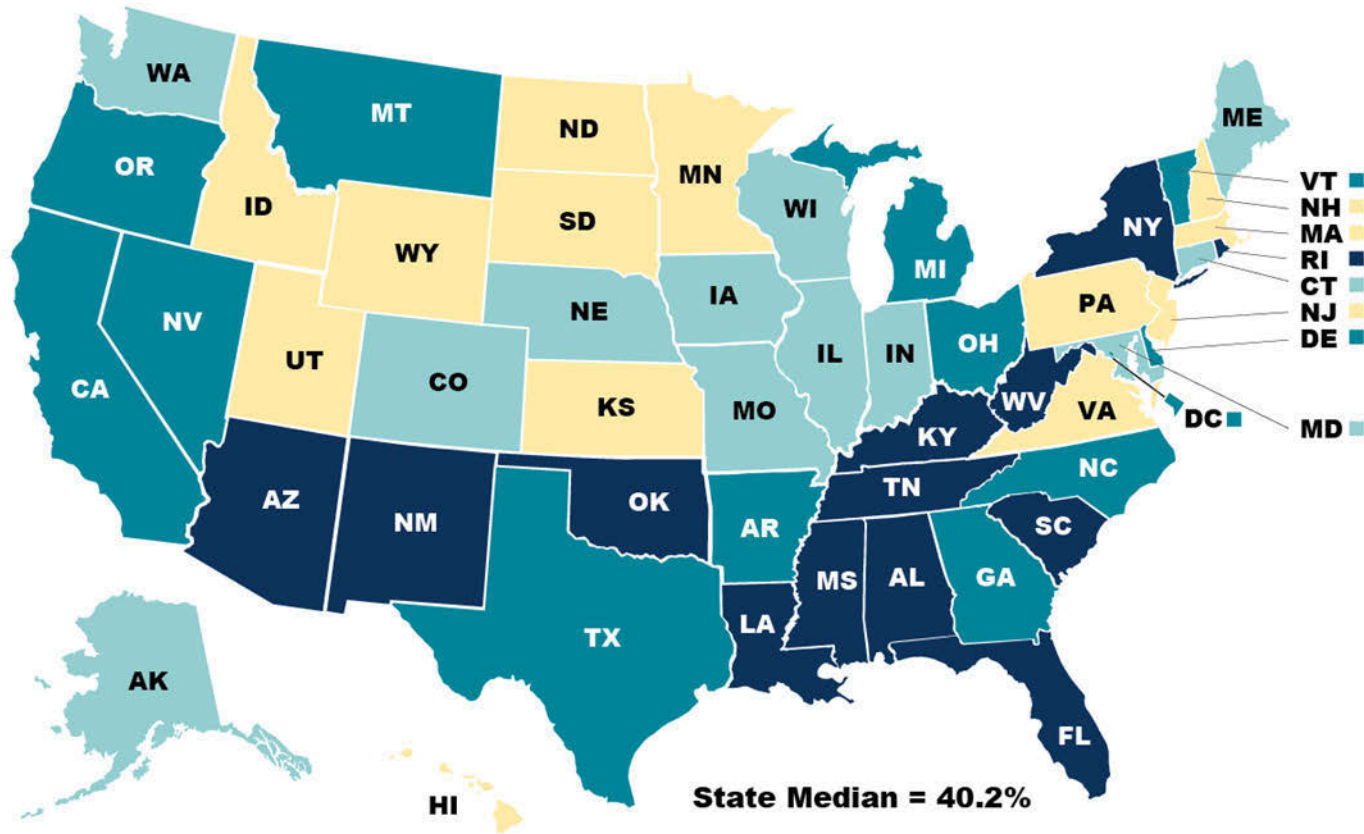 WA
ME
MT
ND
OR
MN
VT
ID
WI
NH
SD
NY
MA
WY
RI
MI
CT
IA
PA
NE
NJ
NV
OH
DE
UT
IL
IN
CO
CA
WV
VA
KS
MO
DC
MD
KY
NC
TN
AZ
OK
NM
AR
SC
MS
AL
GA
LA
TX
AK
FL
State Median = 40.2%
HI